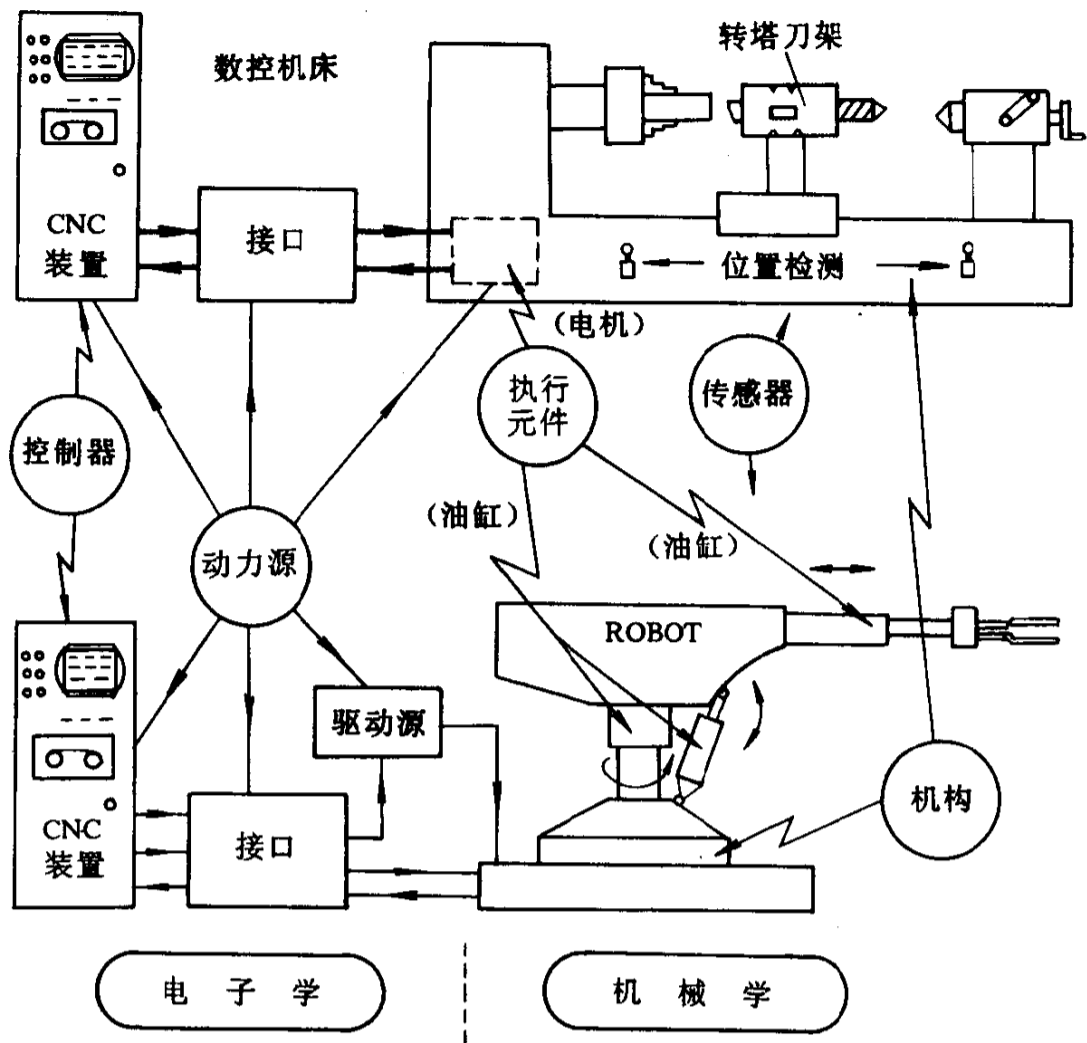 转塔刀架
数控机床
CNC
装置
接口
位置检测
（电机）
执行
元件
传感器
控制器
（油缸）
（油缸）
动力源
ROBOT
驱动源
机构
CNC
装置
接口
电子学
机械学